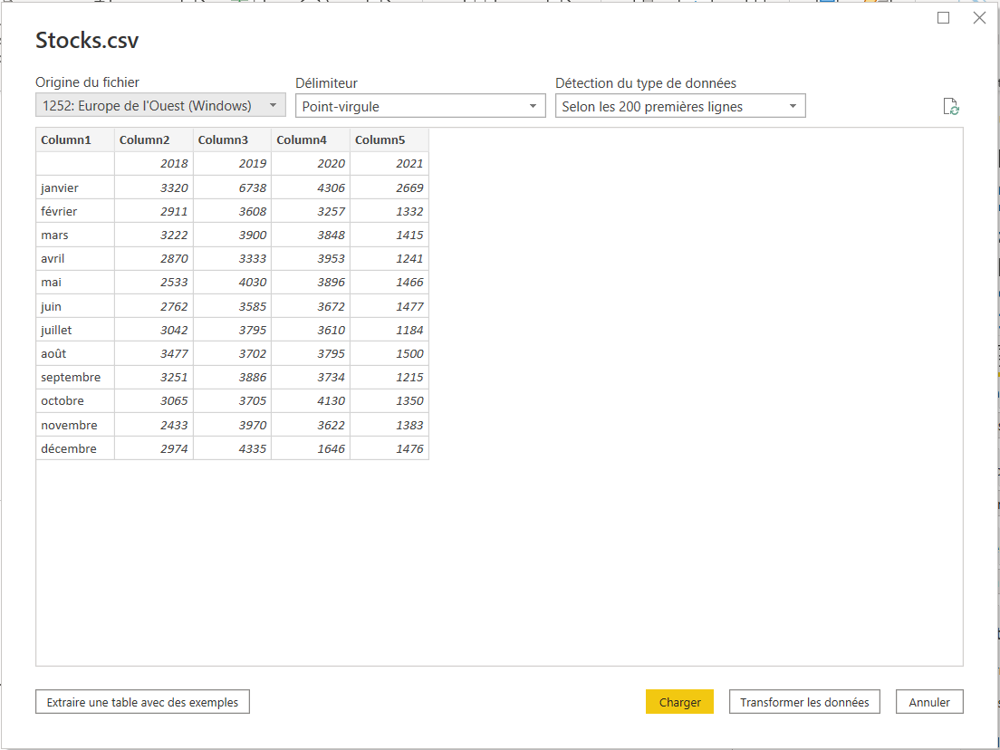 Stocks.csv
Origine du fichier Délimiteur Détection du type de données
1252: Europe de l'Ouest (Windows) Point-virgule Selon les 200 premières lignes
Column1 Column2 Column3 Column4 Column5
2018 2019 2020 2021
janvier 3320 6738 4306 2669
février 2911 3608 3257 1332
mars 3222 3900 3848 1415
avril 2870 3333 3953 1241
mai 2533 4030 3896 1466
juin 2762 3585 3672 1477
juillet 3042 3795 3610 1184
août 3477 3702 3795 1500
septembre 3251 3886 3734 1215
octobre 3065 3705 4130 1350
novembre 2433 3970 3622 1383
décembre 2974 4335 1646 1476
Extraire une table avec des exemples Charger Transformer les données Annuler